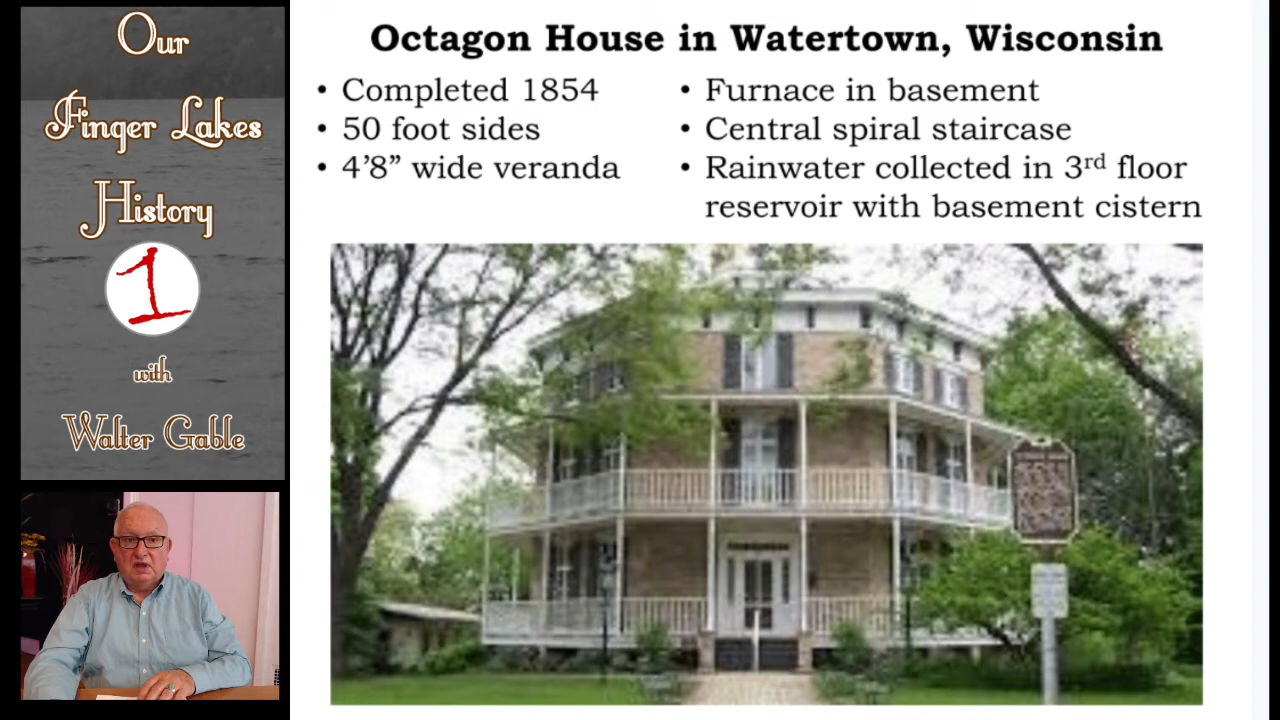 Our
Finger Lakes
History
1
with
Walter Gable
Octagon House in Watertown, Wisconsin
• Completed 1854
• 50 foot sides
• 4’8” wide veranda
• Furnace in basement
• Central spiral staircase
• Rainwater collected in 3rd floor
reservoir with basement cistern